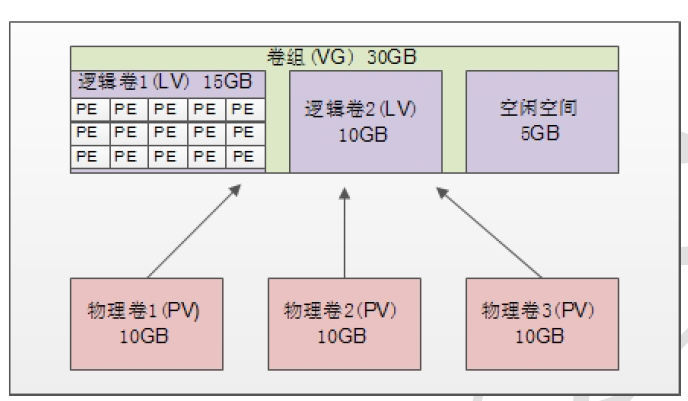 卷组(VG) 30GB
逻辑卷1(LV) 15GB
PE PE PE PE PE
PE PE PE PE PE
PE PE PE PE PE
逻辑卷2(LV)
10GB
空闲空间
5GB
物理卷1(PV)
10GB
物理卷2(PV)
10GB
物理卷3(PV)
10GB